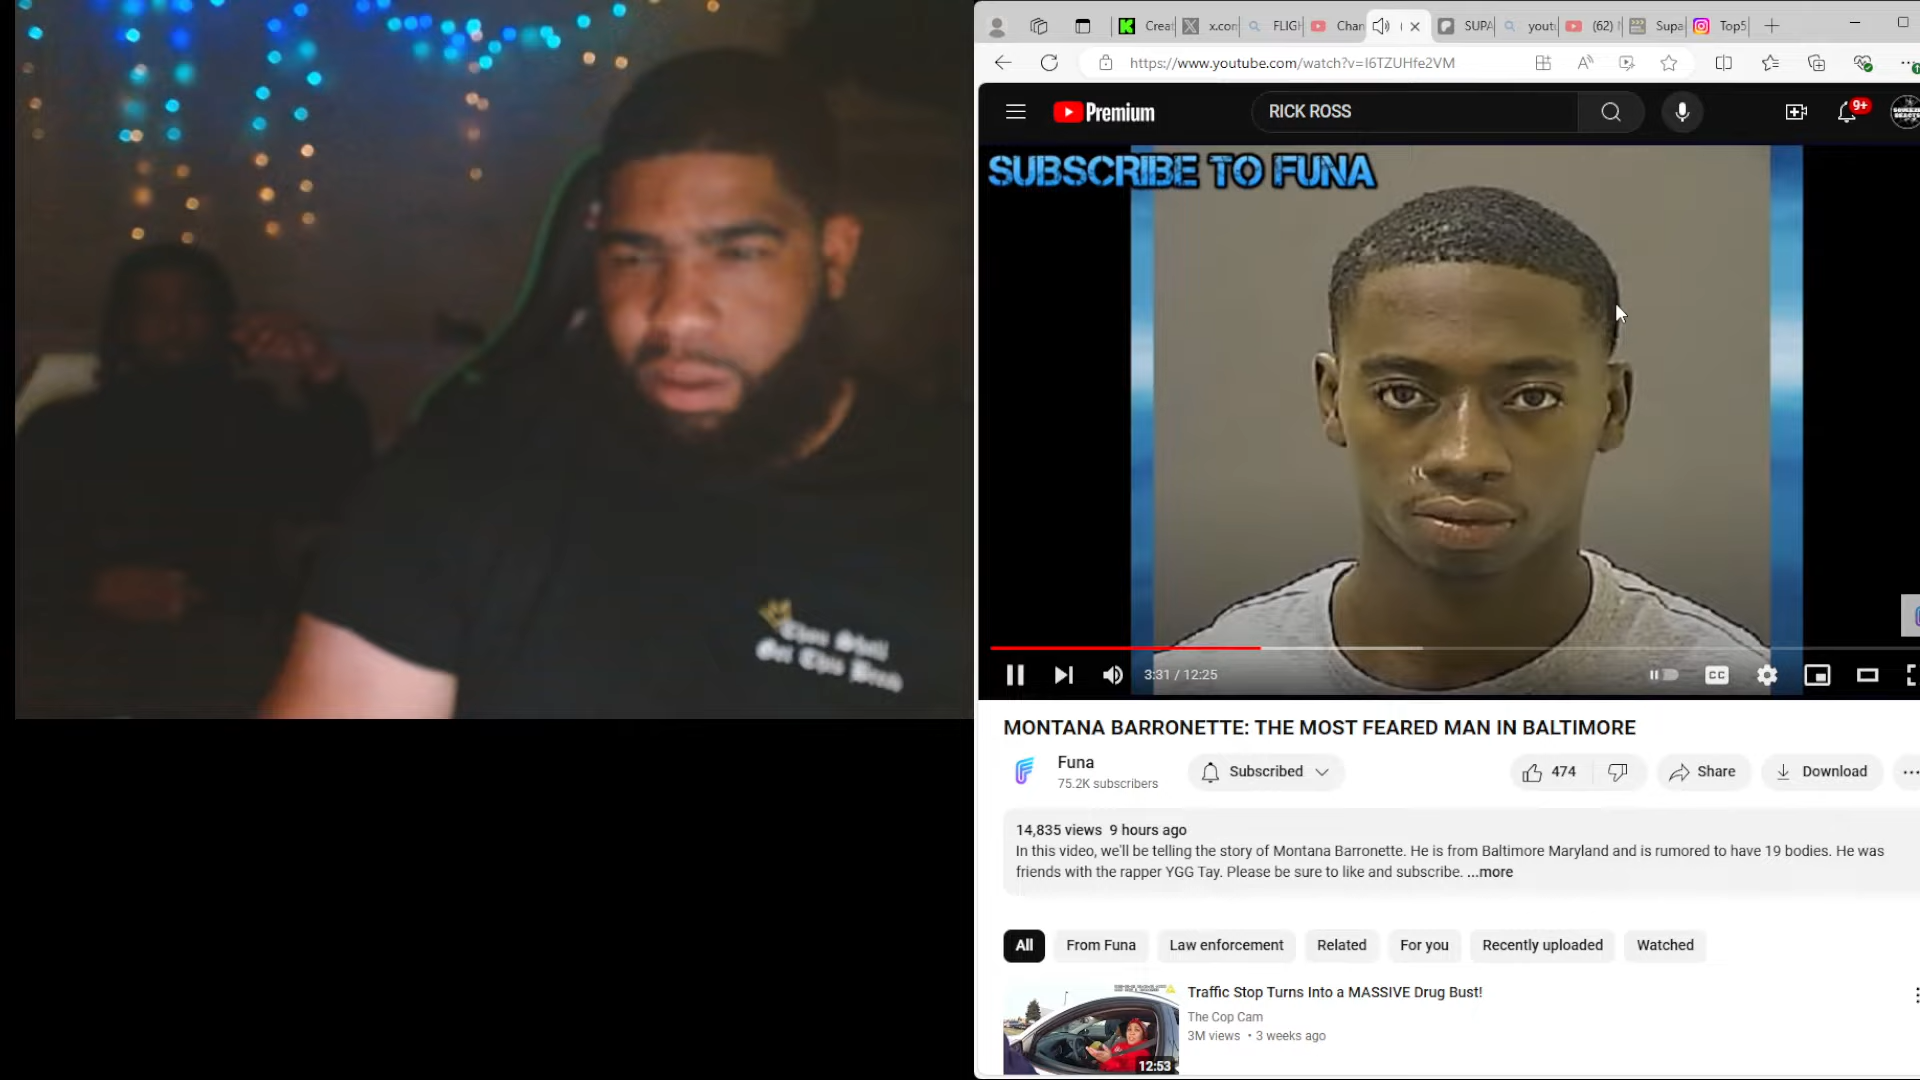 Creat
x.com
FLIGH
Chan
SUPA
yout
(62)
Supa
Top5
https://www.youtube.com/watch?v=I6TZUHfe2VM
Premium
RICK ROSS
9+
SUBSCRIBE TO FUNA
3:31 / 12:25
CC
Thou Shall
Get This Bread
MONTANA BARRONETTE: THE MOST FEARED MAN IN BALTIMORE
Funa
75.2K subscribers
Subscribed
474
Share
Download
14,835 views 9 hours ago
In this video, we'll be telling the story of Montana Barronette. He is from Baltimore Maryland and is rumored to have 19 bodies. He was
friends with the rapper YGG Tay. Please be sure to like and subscribe. ...more
All
From Funa
Law enforcement
Related
For you
Recently uploaded
Watched
Traffic Stop Turns Into a MASSIVE Drug Bust!
The Cop Cam
3M views • 3 weeks ago
12:53